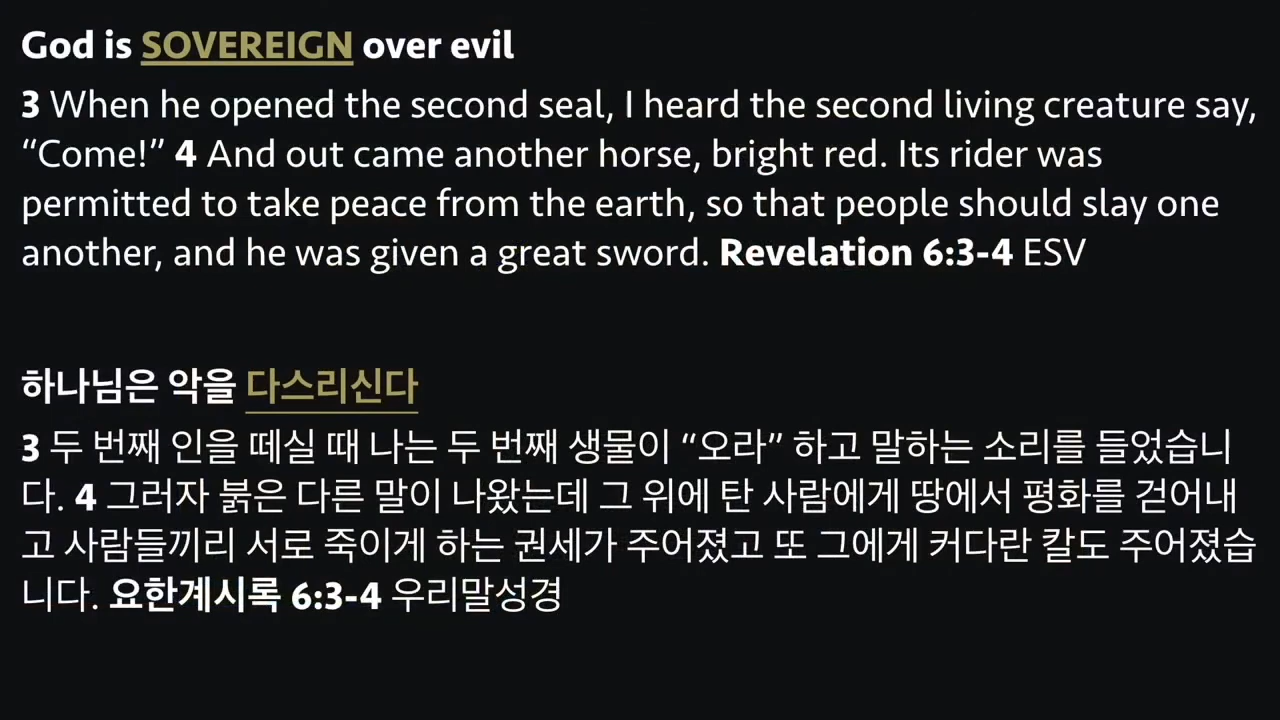 God is SOVEREIGN over evil
3 When he opened the second seal, I heard the second living creature say,
“Come!” 4 And out came another horse, bright red. Its rider was
permitted to take peace from the earth, so that people should slay one
another, and he was given a great sword. Revelation 6:3-4 ESV
하나님은 악을 다스리신다
3 두 번째 인을 떼실 때 나는 두 번째 생물이 “오라” 하고 말하는 소리를 들었습니
다. 4 그러자 붉은 다른 말이 나왔는데 그 위에 탄 사람에게 땅에서 평화를 걷어내
고 사람들끼리 서로 죽이게 하는 권세가 주어졌고 또 그에게 커다란 칼도 주어졌습
니다. 요한계시록 6:3-4 우리말성경